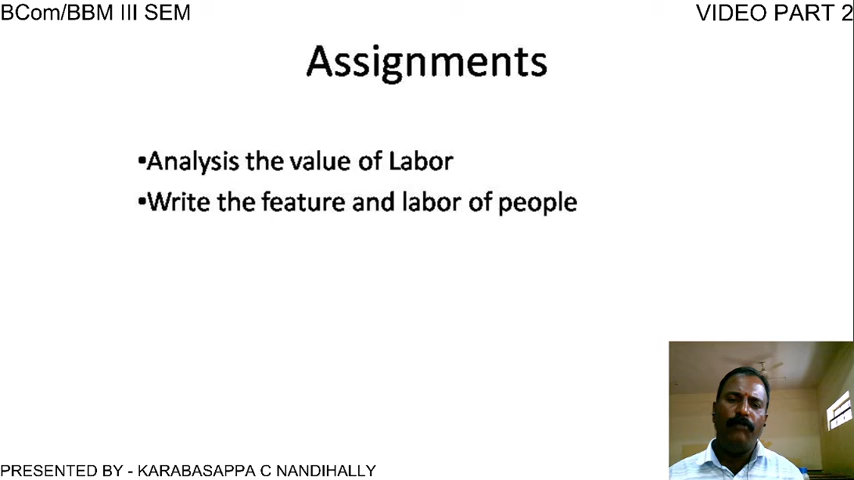 BCom/BBM III SEM
VIDEO PART 2
Assignments
•Analysis the value of Labor
•Write the feature and labor of people
PRESENTED BY - KARABASAPPA C NANDIHALLY